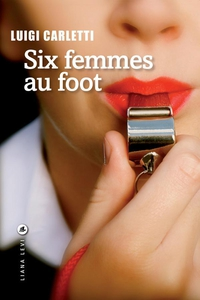 LUIGI CARLETTI
Six femmes
au foot
LIANA LEVI